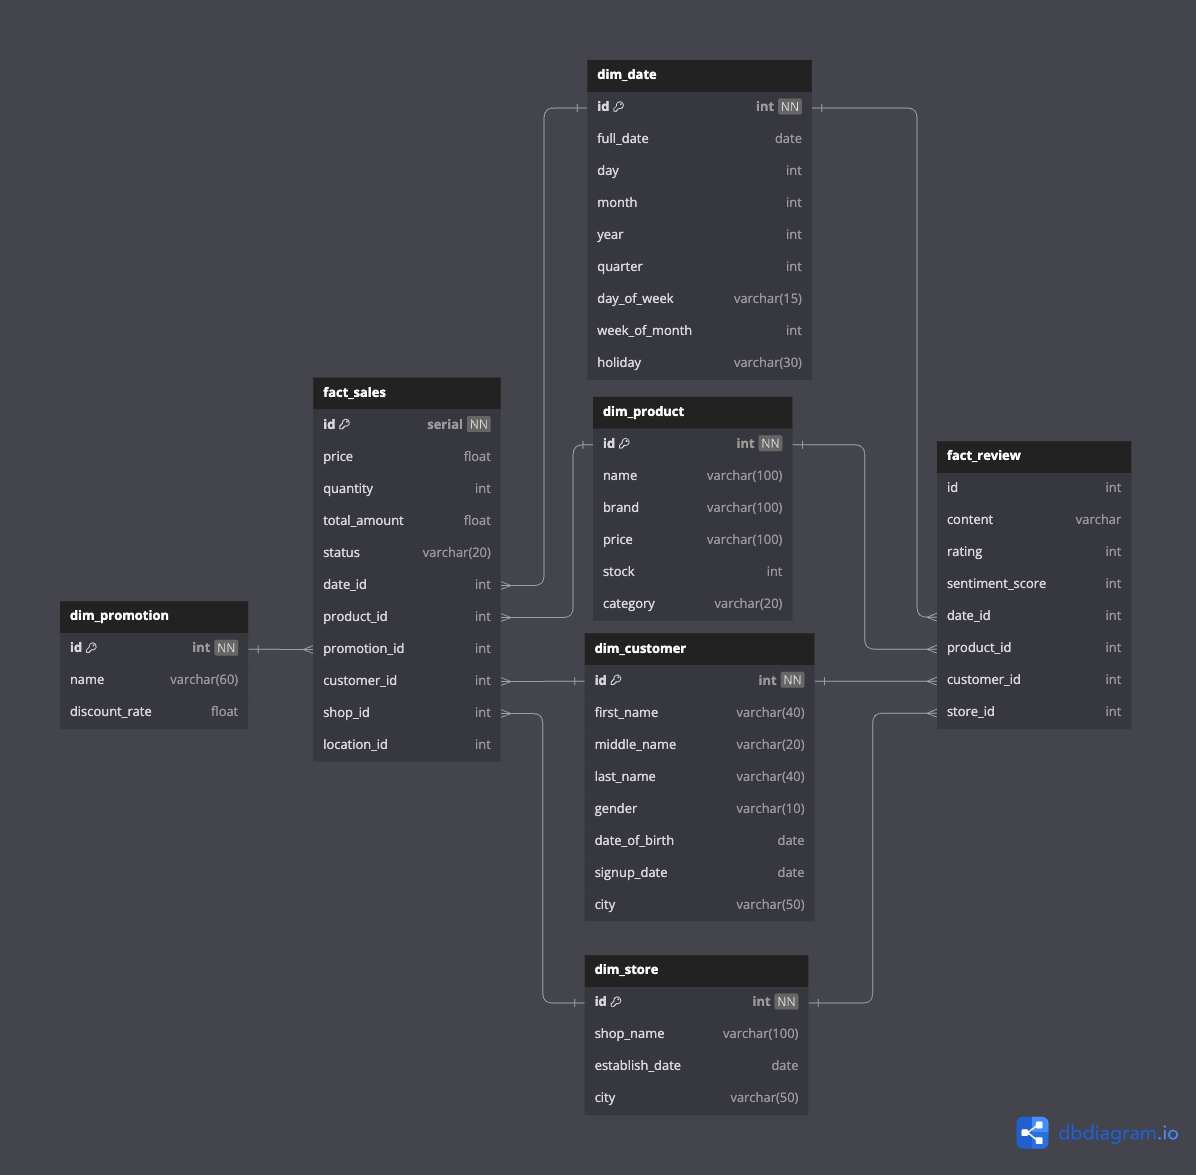 dim_date
id int NN
full_date date
day int
month int
year int
quarter int
day_of_week varchar(15)
week_of_month int
holiday varchar(30)
fact_sales
id serial NN
price float
quantity int
total_amount float
status varchar(20)
date_id int
product_id int
promotion_id int
customer_id int
shop_id int
location_id int
dim_product
id int NN
name varchar(100)
brand varchar(100)
price varchar(100)
stock int
category varchar(20)
fact_review
id int
content varchar
rating int
sentiment_score int
date_id int
product_id int
customer_id int
store_id int
dim_promotion
id int NN
name varchar(60)
discount_rate float
dim_customer
id int NN
first_name varchar(40)
middle_name varchar(20)
last_name varchar(40)
gender varchar(10)
date_of_birth date
signup_date date
city varchar(50)
dim_store
id int NN
shop_name varchar(100)
establish_date date
city varchar(50)
dbdiagram.io